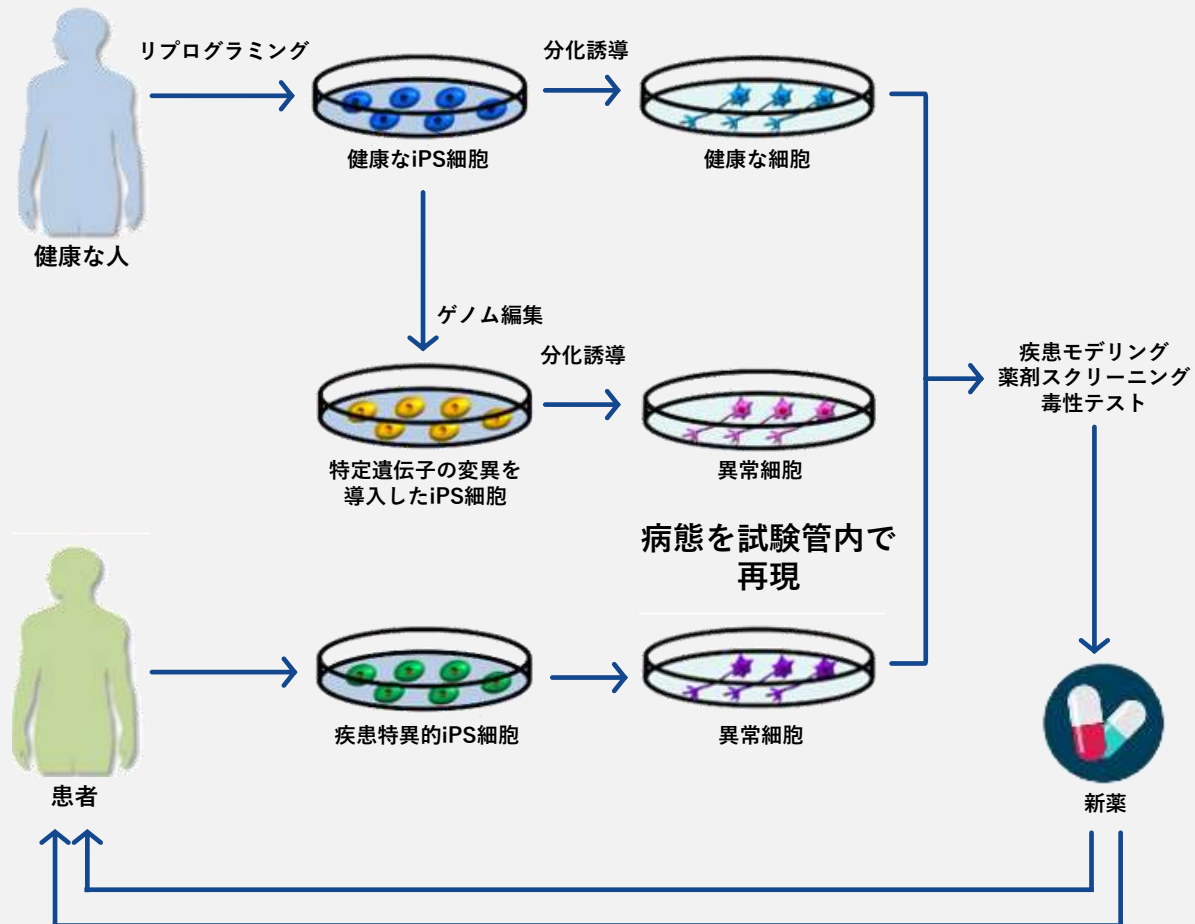 リプログラミング
分化誘導
健康なiPS細胞
健康な細胞
健康な人
ゲノム編集
分化誘導
疾患モデリング
薬剤スクリーニング
毒性テスト
特定遺伝子の変異を
導入したiPS細胞
異常細胞
病態を試験管内で
再現
疾患特異的iPS細胞
異常細胞
患者
新薬